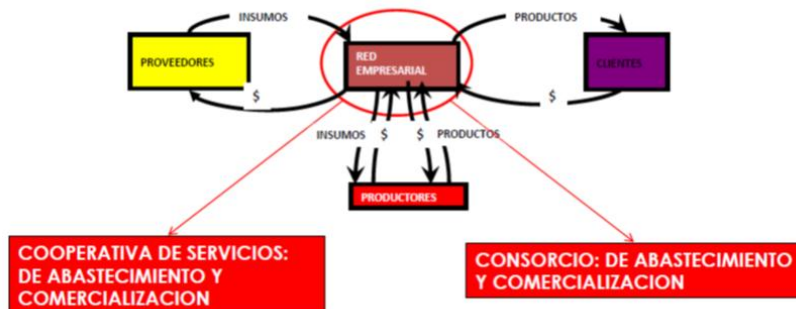 INSUMOS
PRODUCTOS
PROVEEDORES
RED
EMPRESARIAL
CLIENTES
$
$
INSUMOS $ $ PRODUCTOS
PRODUCTORES
COOPERATIVA DE SERVICIOS:
DE ABASTECIMIENTO Y
COMERCIALIZACION
CONSORCIO: DE ABASTECIMIENTO
Y COMERCIALIZACION